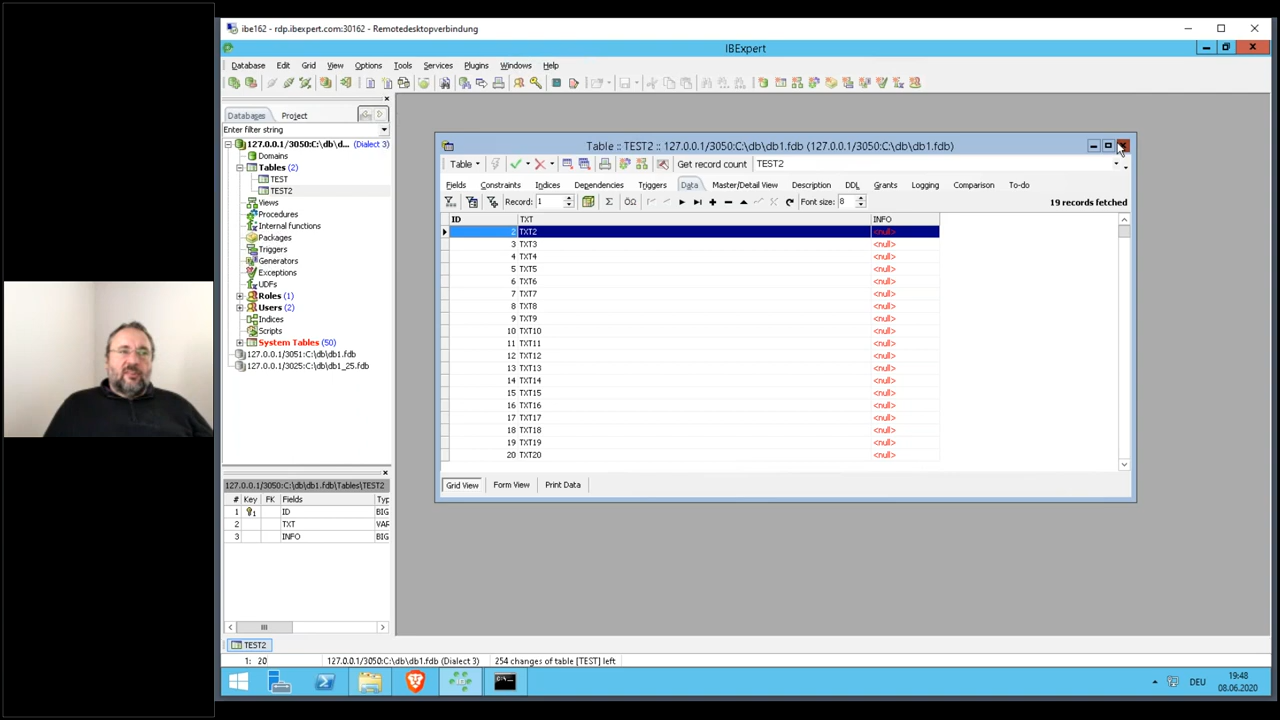 ibe162 - rdp.ibexpert.com:30162 - Remotedesktopverbindung
IBExpert
Database Edit Grid View Options Tools Services Plugins Windows Help
Databases Project
Enter filter string
127.0.0.1/3050:C:\db\d... (Dialect 3)
Domains
Tables (2)
TEST
TEST2
Views
Procedures
Internal functions
Packages
Triggers
Generators
Exceptions
UDFs
Roles (1)
Users (2)
Indices
Scripts
System Tables (50)
127.0.0.1/3051:C:\db\db1.fdb
127.0.0.1/3025:C:\db\db1_25.fdb
127.0.0.1/3050:C:\db\db1.fdb\Tables\TEST2
# Key FK Fields Typ
1 1 ID BIG
2 TXT VAR
3 INFO BIG
Table :: TEST2 :: 127.0.0.1/3050:C:\db\db1.fdb (127.0.0.1/3050:C:\db\db1.fdb)
Table Get record count TEST2
Fields Constraints Indices Dependencies Triggers Data Master/Detail View Description DDL Grants Logging Comparison To-do
Record: 1 Σ ΩΩ Font size: 8 19 records fetched
ID TXT INFO
2 TXT2 <null>
3 TXT3 <null>
4 TXT4 <null>
5 TXT5 <null>
6 TXT6 <null>
7 TXT7 <null>
8 TXT8 <null>
9 TXT9 <null>
10 TXT10 <null>
11 TXT11 <null>
12 TXT12 <null>
13 TXT13 <null>
14 TXT14 <null>
15 TXT15 <null>
16 TXT16 <null>
17 TXT17 <null>
18 TXT18 <null>
19 TXT19 <null>
20 TXT20 <null>
Grid View Form View Print Data
TEST2
1: 20 127.0.0.1/3050:C:\db\db1.fdb (Dialect 3) 254 changes of table [TEST] left
DEU
19:48
08.06.2020